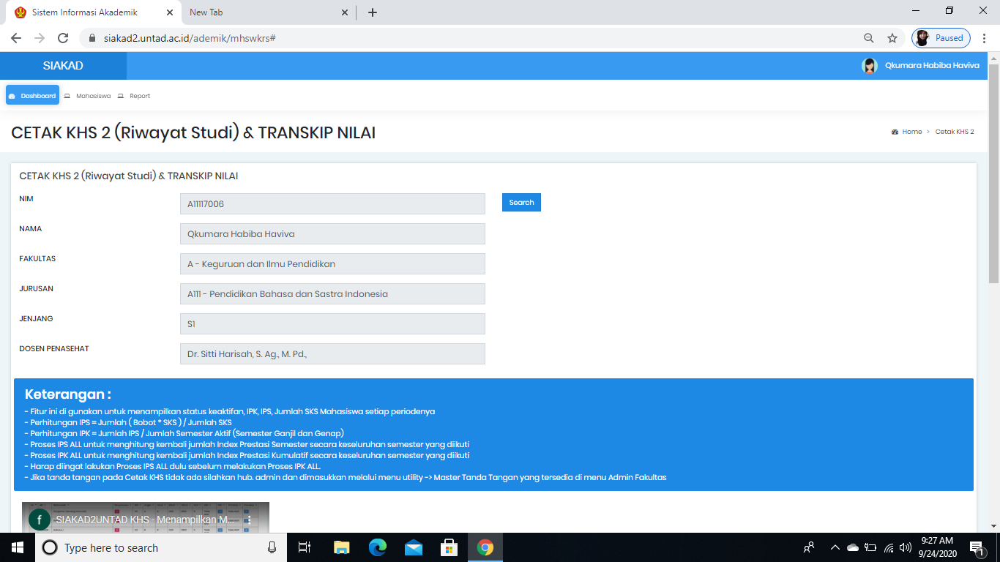 Sistem Informasi Akademik
New Tab
siakad2.untad.ac.id/ademik/mhswkrs#
Paused
SIAKAD
Qkumara Habiba Haviva
Dashboard
Mahasiswa
Report
CETAK KHS 2 (Riwayat Studi) & TRANSKIP NILAI
Home > Cetak KHS 2
CETAK KHS 2 (Riwayat Studi) & TRANSKIP NILAI
NIM
A11117006
Search
NAMA
Qkumara Habiba Haviva
FAKULTAS
A - Keguruan dan Ilmu Pendidikan
JURUSAN
A111 - Pendidikan Bahasa dan Sastra Indonesia
JENJANG
S1
DOSEN PENASEHAT
Dr. Sitti Harisah, S. Ag., M. Pd.,
Keterangan :
- Fitur ini di gunakan untuk menampilkan status keaktifan, IPK, IPS, Jumlah SKS Mahasiswa setiap periodenya
- Perhitungan IPS = Jumlah ( Bobot * SKS ) / Jumlah SKS
- Perhitungan IPK = Jumlah IPS / Jumlah Semester Aktif (Semester Ganjil dan Genap)
- Proses IPS ALL untuk menghitung kembali jumlah Index Prestasi Semester secara keseluruhan semester yang diikuti
- Proses IPK ALL untuk menghitung kembali jumlah Index Prestasi Kumulatif secara keseluruhan semester yang diikuti
- Harap diingat lakukan Proses IPS ALL dulu sebelum melakukan Proses IPK ALL.
- Jika tanda tangan pada Cetak KHS tidak ada silahkan hub. admin dan dimasukkan melalui menu utility -> Master Tanda Tangan yang tersedia di menu Admin Fakultas
f
SIAKAD2UNTAD KHS - Menampilkan M...
Type here to search
9:27 AM
9/24/2020
1